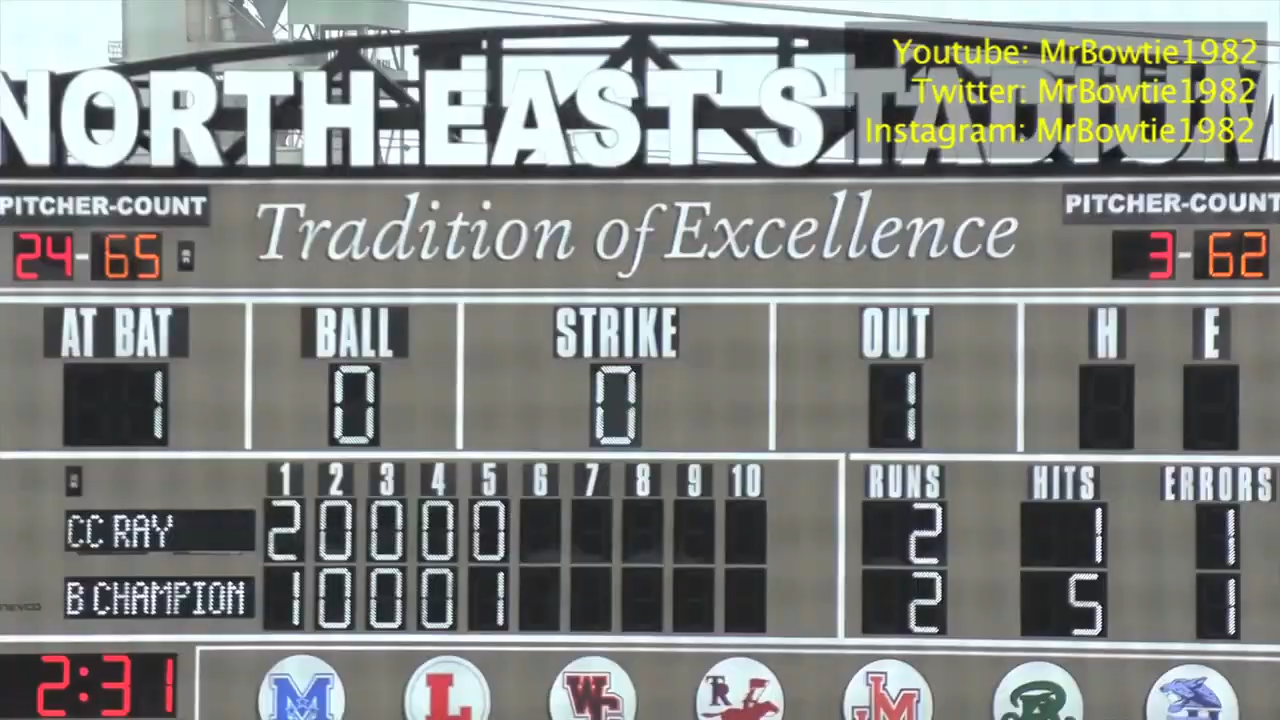 Youtube: MrBowtie1982
Twitter: MrBowtie1982
Instagram: MrBowtie1982
NORTH EAST STADIUM
PITCHER-COUNT
Tradition of Excellence
PITCHER-COUNT
24-65
3-62
AT BAT BALL STRIKE OUT H E
1 0 0 1
1 2 3 4 5 6 7 8 9 10 RUNS HITS ERRORS
CC RAY 2 0 0 0 0 2 1 1
B CHAMPION 1 0 0 0 1 2 5 1
2:31
M L WC TR JM R